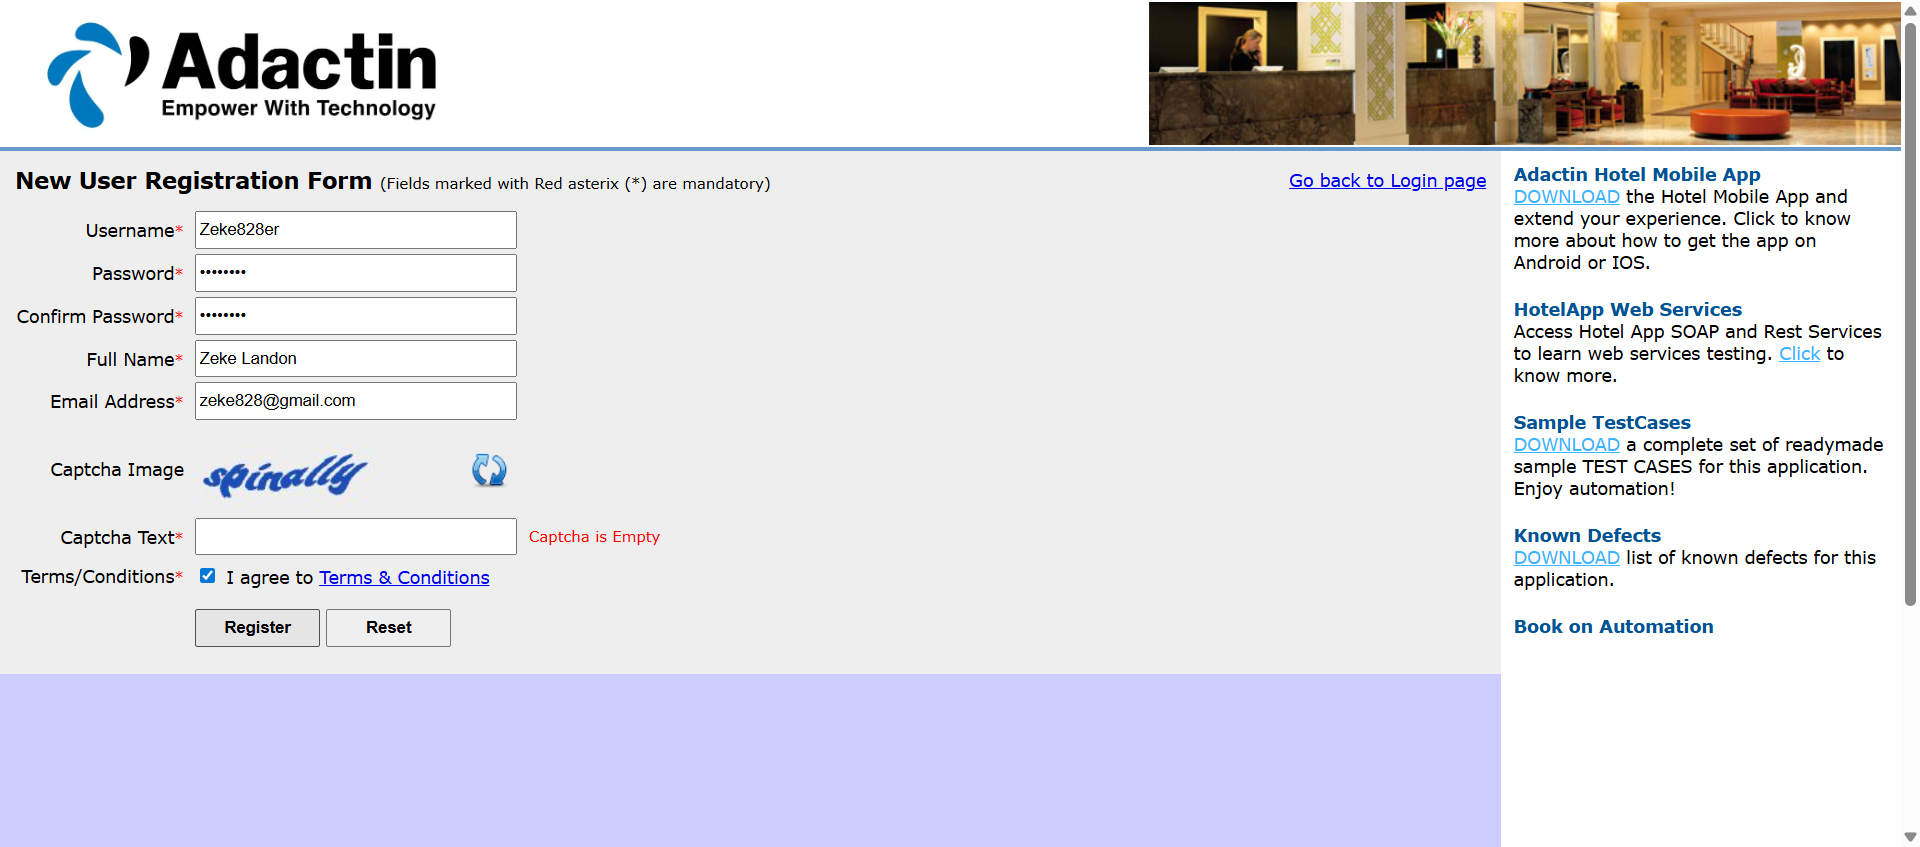 Adactin
Empower With Technology
New User Registration Form (Fields marked with Red asterix (*) are mandatory)
Go back to Login page
Username*
Zeke828er
Password*
••••••••
Confirm Password*
••••••••
Full Name*
Zeke Landon
Email Address*
zeke828@gmail.com
Captcha Image
spinally
Captcha Text*
Captcha is Empty
Terms/Conditions*
I agree to Terms & Conditions
Register
Reset
Adactin Hotel Mobile App
DOWNLOAD the Hotel Mobile App and
extend your experience. Click to know
more about how to get the app on
Android or IOS.
HotelApp Web Services
Access Hotel App SOAP and Rest Services
to learn web services testing. Click to
know more.
Sample TestCases
DOWNLOAD a complete set of readymade
sample TEST CASES for this application.
Enjoy automation!
Known Defects
DOWNLOAD list of known defects for this
application.
Book on Automation